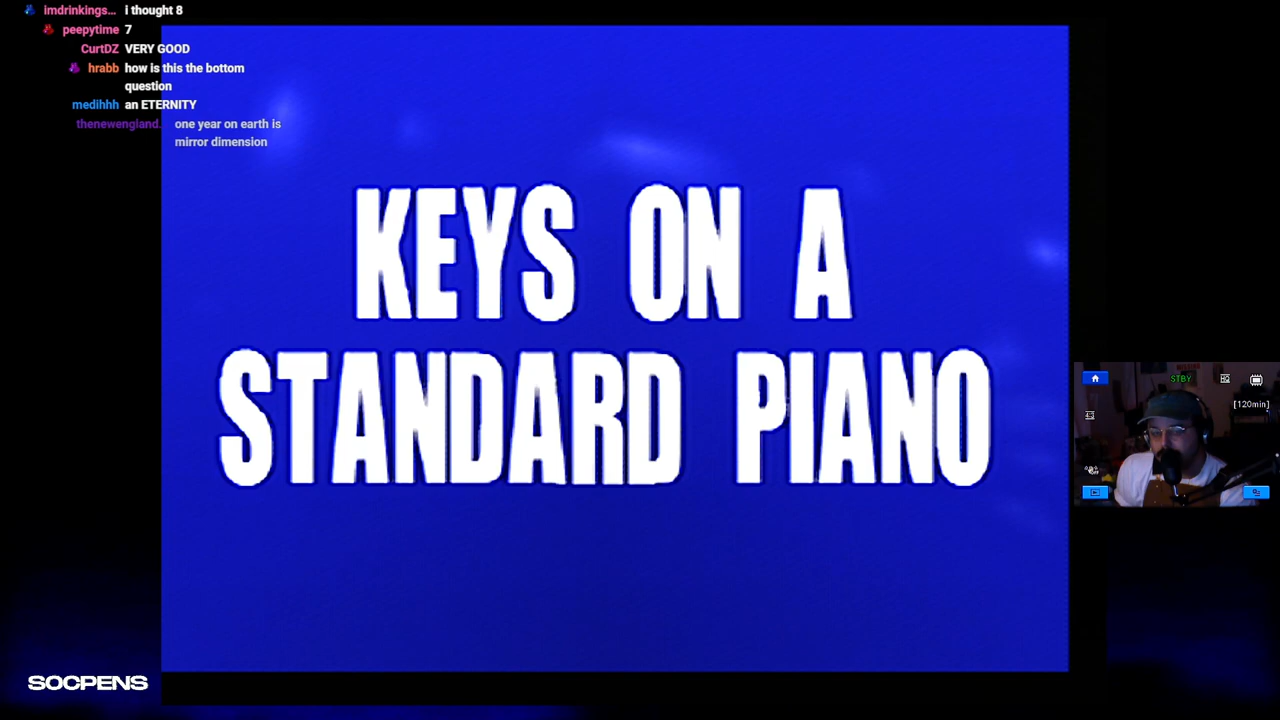 imdrinkings... i thought 8
peepytime 7
CurtDZ VERY GOOD
hrabb how is this the bottom
question
medihhh an ETERNITY
thenewengland. one year on earth is
mirror dimension
KEYS ON A
STANDARD PIANO
STBY
[120min]
SOCPENS